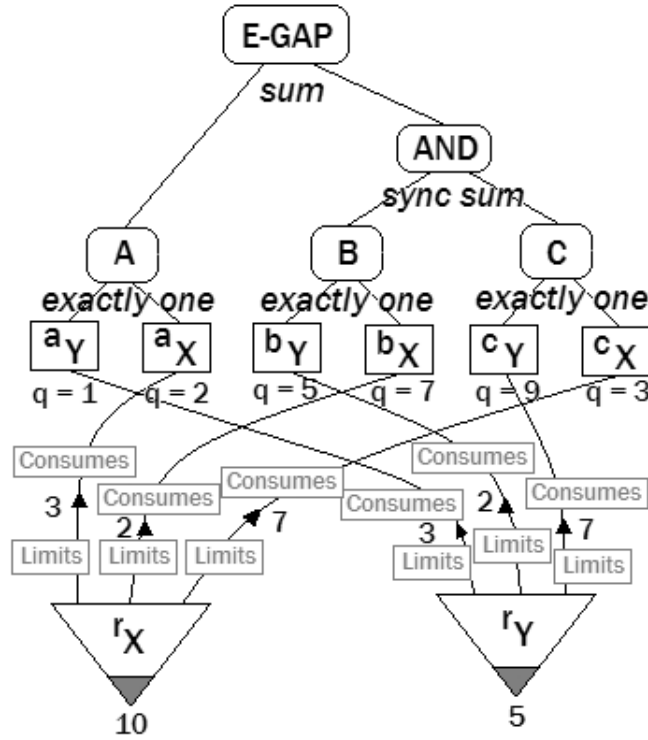 E-GAP
sum
AND
sync sum
A
B
C
exactly one
exactly one
exactly one
aY
aX
bY
bX
cY
cX
q = 1
q = 2
q = 5
q = 7
q = 9
q = 3
Consumes
Consumes
Consumes
Consumes
Consumes
Consumes
3
2
7
3
2
7
Limits
Limits
Limits
Limits
Limits
Limits
rX
rY
10
5